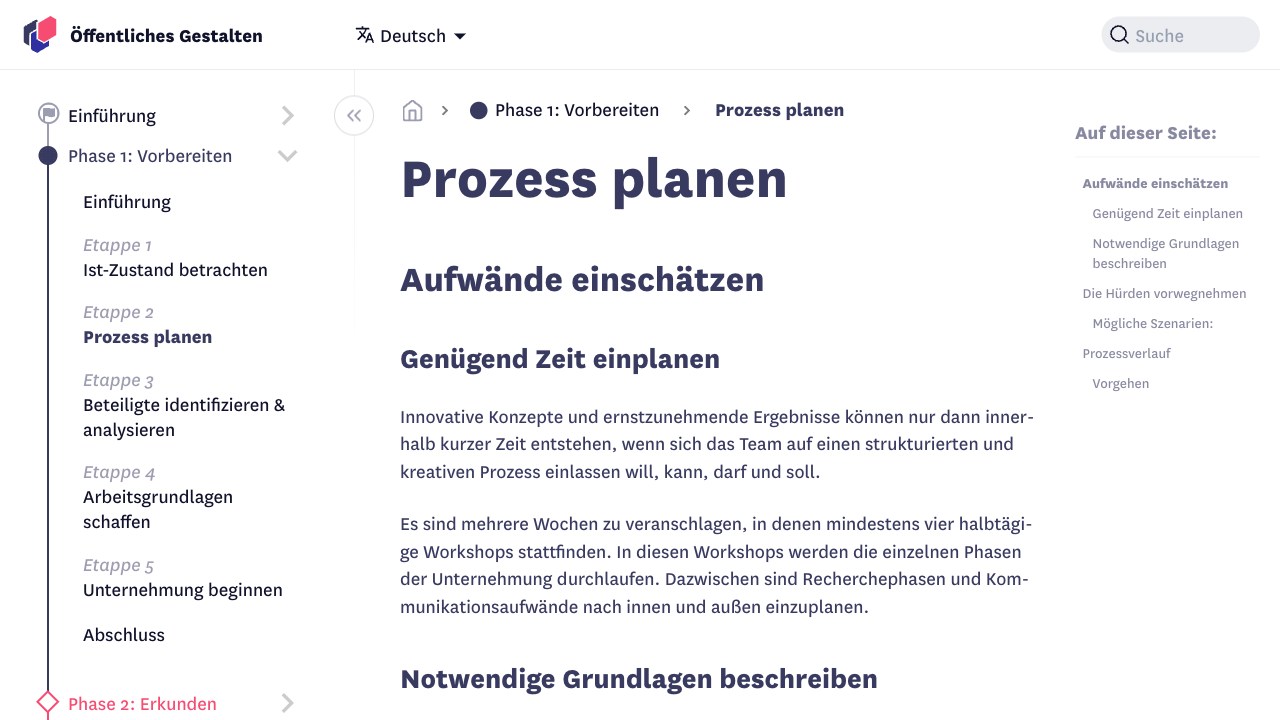 Öffentliches Gestalten
Deutsch
Suche
Einführung
Phase 1: Vorbereiten
Einführung
Etappe 1
Ist-Zustand betrachten
Etappe 2
Prozess planen
Etappe 3
Beteiligte identifizieren &
analysieren
Etappe 4
Arbeitsgrundlagen
schaffen
Etappe 5
Unternehmung beginnen
Abschluss
Phase 2: Erkunden
Phase 1: Vorbereiten
Prozess planen
Prozess planen
Aufwände einschätzen
Genügend Zeit einplanen
Innovative Konzepte und ernstzunehmende Ergebnisse können nur dann inner-
halb kurzer Zeit entstehen, wenn sich das Team auf einen strukturierten und
kreativen Prozess einlassen will, kann, darf und soll.
Es sind mehrere Wochen zu veranschlagen, in denen mindestens vier halbtägi-
ge Workshops stattfinden. In diesen Workshops werden die einzelnen Phasen
der Unternehmung durchlaufen. Dazwischen sind Recherchephasen und Kom-
munikationsaufwände nach innen und außen einzuplanen.
Notwendige Grundlagen beschreiben
Auf dieser Seite:
Aufwände einschätzen
Genügend Zeit einplanen
Notwendige Grundlagen
beschreiben
Die Hürden vorwegnehmen
Mögliche Szenarien:
Prozessverlauf
Vorgehen